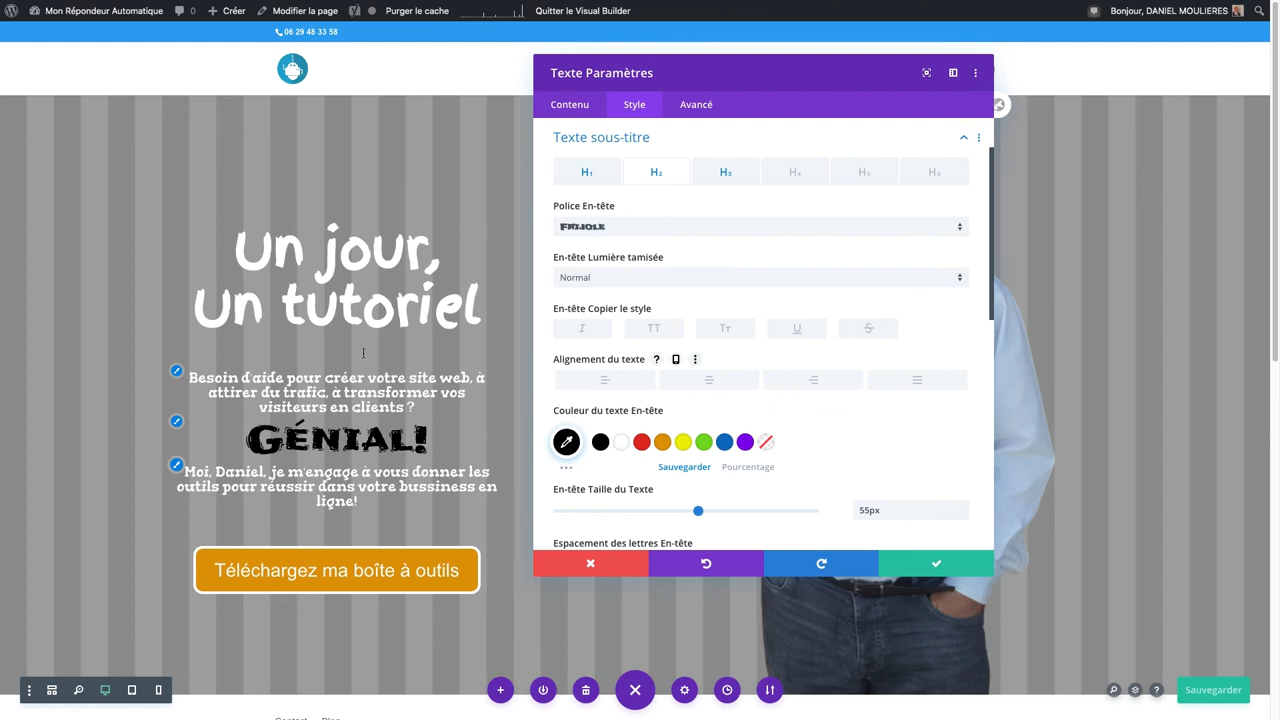 Mon Répondeur Automatique 0 Créer Modifier la page Purger le cache Quitter le Visual Builder Bonjour, DANIEL MOULIERES
06 29 48 33 58
Texte Paramètres
Contenu Style Avancé
Texte sous-titre
H1 H2 H3 H4 H5 H6
Police En-tête
Frijole
En-tête Lumière tamisée
Normal
En-tête Copier le style
I TT Tt U S
Alignement du texte ?
Couleur du texte En-tête
Sauvegarder Pourcentage
En-tête Taille du Texte
55px
Espacement des lettres En-tête
Un jour,
Un tutoriel
Besoin d'aide pour créer votre site web, à
attirer du trafic, à transformer vos
visiteurs en clients ?
Génial!
Moi, Daniel, je m'engage à vous donner les
outils pour réussir dans votre bussiness en
ligne!
Téléchargez ma boîte à outils
? Sauvegarder
Contact Blog